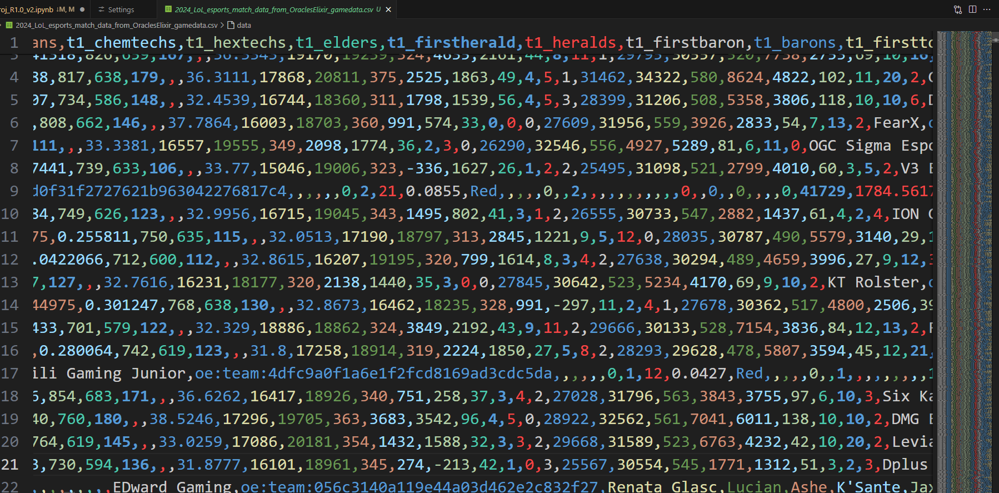 roj_R1.0_v2.ipynb ↓M, M ● Settings 2024_LoL_esports_match_data_from_OraclesElixir_gamedata.csv U ×
2024_LoL_esports_match_data_from_OraclesElixir_gamedata.csv > data
1 ans,t1_chemtechs,t1_hextechs,t1_elders,t1_firstherald,t1_heralds,t1_firstbaron,t1_barons,t1_firstto
4 38,817,638,179,,,36.3111,17868,20811,375,2525,1863,49,4,5,1,31462,34322,580,8624,4822,102,11,20,2,
5 07,734,586,148,,,32.4539,16744,18360,311,1798,1539,56,4,5,3,28399,31206,508,5358,3806,118,10,10,6,D
6 ,808,662,146,,,37.7864,16003,18703,360,991,574,33,0,0,0,27609,31956,559,3926,2833,54,7,13,2,FearX,
7 111,,,33.3381,16557,19555,349,2098,1774,36,2,3,0,26290,32546,556,4927,5289,81,6,11,0,OGC Sigma Espo
8 7441,739,633,106,,,33.77,15046,19006,323,-336,1627,26,1,2,2,25495,31098,521,2799,4010,60,3,5,2,V3 E
9 d0f31f2727621b963042276817c4,,,,,,0,2,21,0.0855,Red,,,,,0,,2,,,,,,,,,,,0,,0,,0,,,,0,41729,1784.5617
10 84,749,626,123,,,32.9956,16715,19045,343,1495,802,41,3,1,2,26555,30733,547,2882,1437,61,4,2,4,ION
11 75,0.255811,750,635,115,,,32.0513,17190,18797,313,2845,1221,9,5,12,0,28035,30787,490,5579,3140,29,
12 .0422066,712,600,112,,,32.8615,16207,19195,320,799,1614,8,3,4,2,27638,30294,489,4659,3996,27,9,12,
13 7,127,,,32.7616,16231,18177,320,2138,1440,35,3,0,0,27845,30642,523,5234,4170,69,9,10,2,KT Rolster,
14 44975,0.301247,768,638,130,,,32.8673,16462,18235,328,991,-297,11,2,4,1,27678,30362,517,4800,2506,39
15 433,701,579,122,,,32.329,18886,18862,324,3849,2192,43,9,11,2,29666,30133,528,7154,3836,84,12,13,2,
16 ,0.280064,742,619,123,,,31.8,17258,18914,319,2224,1850,27,5,8,2,28293,29628,478,5807,3594,45,12,21,
17 ili Gaming Junior,oe:team:4dfc9a0f1a6e1f2fcd8169ad3cdc5da,,,,,,0,1,12,0.0427,Red,,,,,0,,1,,,,,,,,,1
18 6,854,683,171,,,36.6262,16417,18926,340,751,258,37,3,4,2,27028,31796,563,3843,3755,97,6,10,3,Six Ka
19 40,760,180,,,38.5246,17296,19705,363,3683,3542,96,4,5,0,28922,32562,561,7041,6011,138,10,10,2,DMG E
20 764,619,145,,,33.0259,17086,20181,354,1432,1588,32,3,3,2,29668,31589,523,6763,4232,42,10,20,2,Levia
21 3,730,594,136,,,31.8777,16101,18961,345,274,-213,42,1,0,3,25567,30554,545,1771,1312,51,3,2,3,Dplus
22 ,,,,,,,,EDward Gaming,oe:team:056c3140a119e44a03d462e2c832f27,Renata Glasc,Lucian,Ashe,K'Sante,Jax